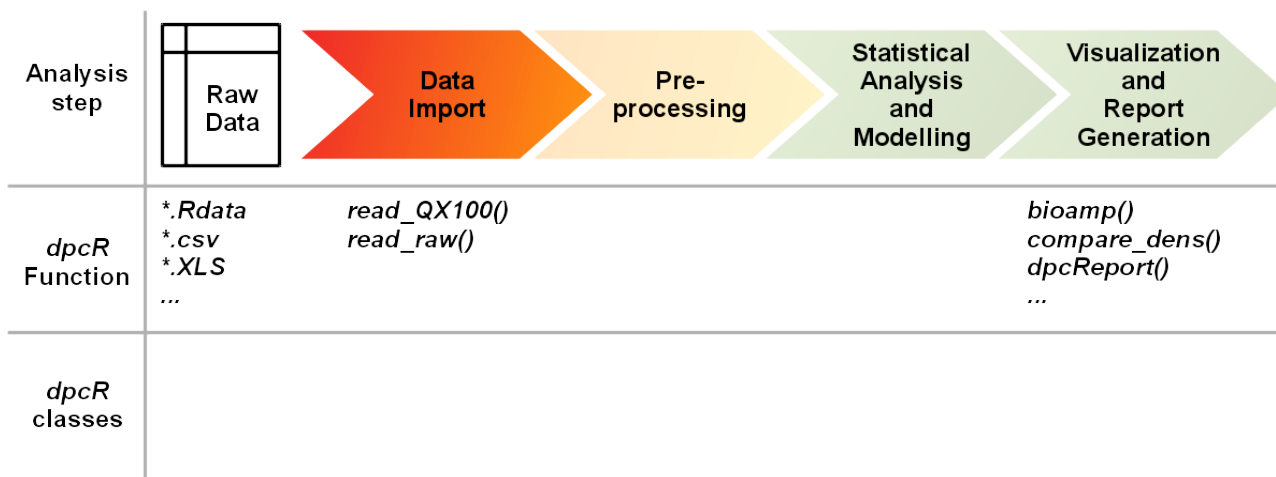 Analysis
step
Raw
Data
Data
Import
Pre-
processing
Statistical
Analysis
and
Modelling
Visualization
and
Report
Generation
dpcR
Function
*.Rdata
*.csv
*.XLS
...
read_QX100()
read_raw()
bioamp()
compare_dens()
dpcReport()
...
dpcR
classes